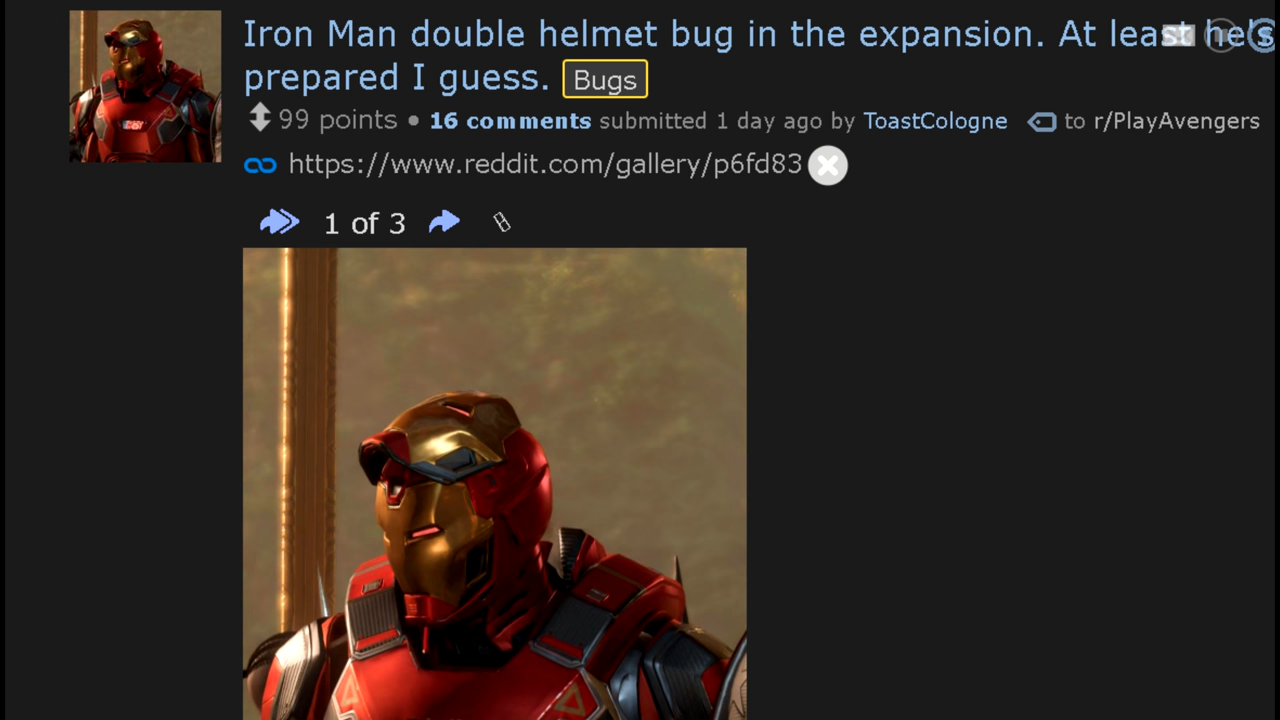 Iron Man double helmet bug in the expansion. At least he's
prepared I guess. Bugs
99 points • 16 comments submitted 1 day ago by ToastCologne to r/PlayAvengers
https://www.reddit.com/gallery/p6fd83
1 of 3